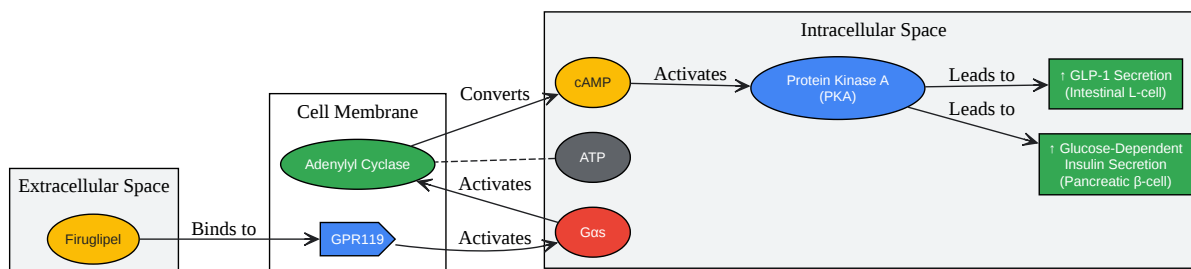 Extracellular Space
Firuglipel
Binds to
Cell Membrane
Adenylyl Cyclase
GPR119
Converts
Activates
Activates
Intracellular Space
cAMP
ATP
Gαs
Activates
Protein Kinase A
(PKA)
Leads to
Leads to
↑ GLP-1 Secretion
(Intestinal L-cell)
↑ Glucose-Dependent
Insulin Secretion
(Pancreatic β-cell)